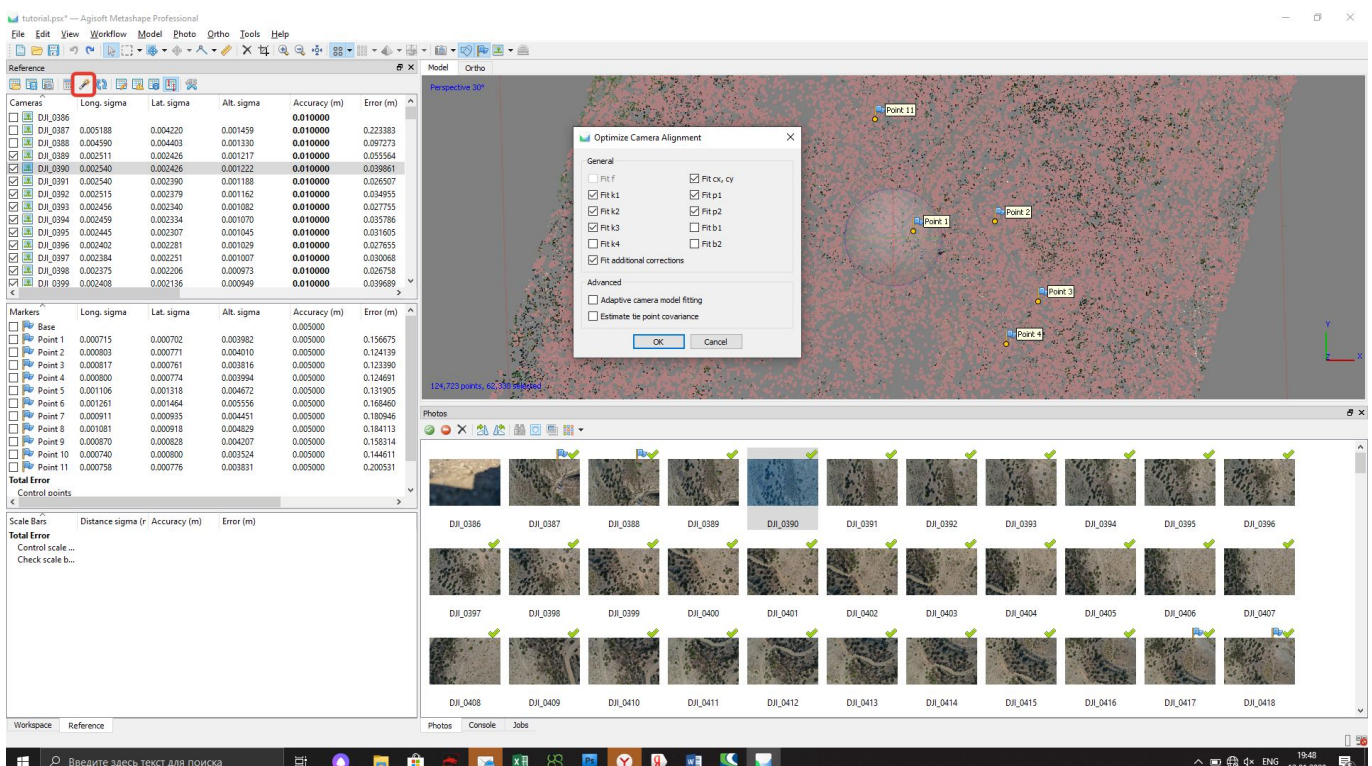 tutorial.psx* — Agisoft Metashape Professional
File Edit View Workflow Model Photo Ortho Tools Help
Reference
Cameras Long. sigma Lat. sigma Alt. sigma Accuracy (m) Error (m)
DJI_0386 0.010000
DJI_0387 0.005188 0.004220 0.001459 0.010000 0.223383
DJI_0388 0.004590 0.004403 0.001330 0.010000 0.097273
DJI_0389 0.002511 0.002426 0.001217 0.010000 0.055564
DJI_0390 0.002540 0.002426 0.001222 0.010000 0.039861
DJI_0391 0.002540 0.002390 0.001188 0.010000 0.026507
DJI_0392 0.002515 0.002379 0.001162 0.010000 0.034955
DJI_0393 0.002456 0.002340 0.001082 0.010000 0.027755
DJI_0394 0.002459 0.002334 0.001070 0.010000 0.035786
DJI_0395 0.002445 0.002307 0.001045 0.010000 0.031605
DJI_0396 0.002402 0.002281 0.001029 0.010000 0.027655
DJI_0397 0.002384 0.002251 0.001007 0.010000 0.030068
DJI_0398 0.002375 0.002206 0.000973 0.010000 0.026758
DJI_0399 0.002408 0.002136 0.000949 0.010000 0.039689
Markers Long. sigma Lat. sigma Alt. sigma Accuracy (m) Error (m)
Base 0.005000
Point 1 0.000715 0.000702 0.003982 0.005000 0.156675
Point 2 0.000803 0.000771 0.004010 0.005000 0.124139
Point 3 0.000817 0.000761 0.003816 0.005000 0.123390
Point 4 0.000800 0.000774 0.003994 0.005000 0.124691
Point 5 0.001106 0.001318 0.004672 0.005000 0.131905
Point 6 0.001261 0.001464 0.005556 0.005000 0.168460
Point 7 0.000911 0.000935 0.004451 0.005000 0.180946
Point 8 0.001081 0.000918 0.004829 0.005000 0.184113
Point 9 0.000870 0.000828 0.004207 0.005000 0.158314
Point 10 0.000740 0.000800 0.003524 0.005000 0.144611
Point 11 0.000758 0.000776 0.003831 0.005000 0.200531
Total Error
Control points
Scale Bars Distance sigma (r Accuracy (m) Error (m)
Total Error
Control scale ...
Check scale b...
Workspace Reference
Model Ortho
Perspective 30°
Point 11
Point 1
Point 2
Point 3
Point 4
Y
Z X
124,723 points, 62,338 selected
Optimize Camera Alignment
General
Fit f Fit cx, cy
Fit k1 Fit p1
Fit k2 Fit p2
Fit k3 Fit b1
Fit k4 Fit b2
Fit additional corrections
Advanced
Adaptive camera model fitting
Estimate tie point covariance
OK Cancel
Photos
DJI_0386 DJI_0387 DJI_0388 DJI_0389 DJI_0390 DJI_0391 DJI_0392 DJI_0393 DJI_0394 DJI_0395 DJI_0396
DJI_0397 DJI_0398 DJI_0399 DJI_0400 DJI_0401 DJI_0402 DJI_0403 DJI_0404 DJI_0405 DJI_0406 DJI_0407
DJI_0408 DJI_0409 DJI_0410 DJI_0411 DJI_0412 DJI_0413 DJI_0414 DJI_0415 DJI_0416 DJI_0417 DJI_0418
Photos Console Jobs
Введите здесь текст для поиска
Ps
ENG
19:48